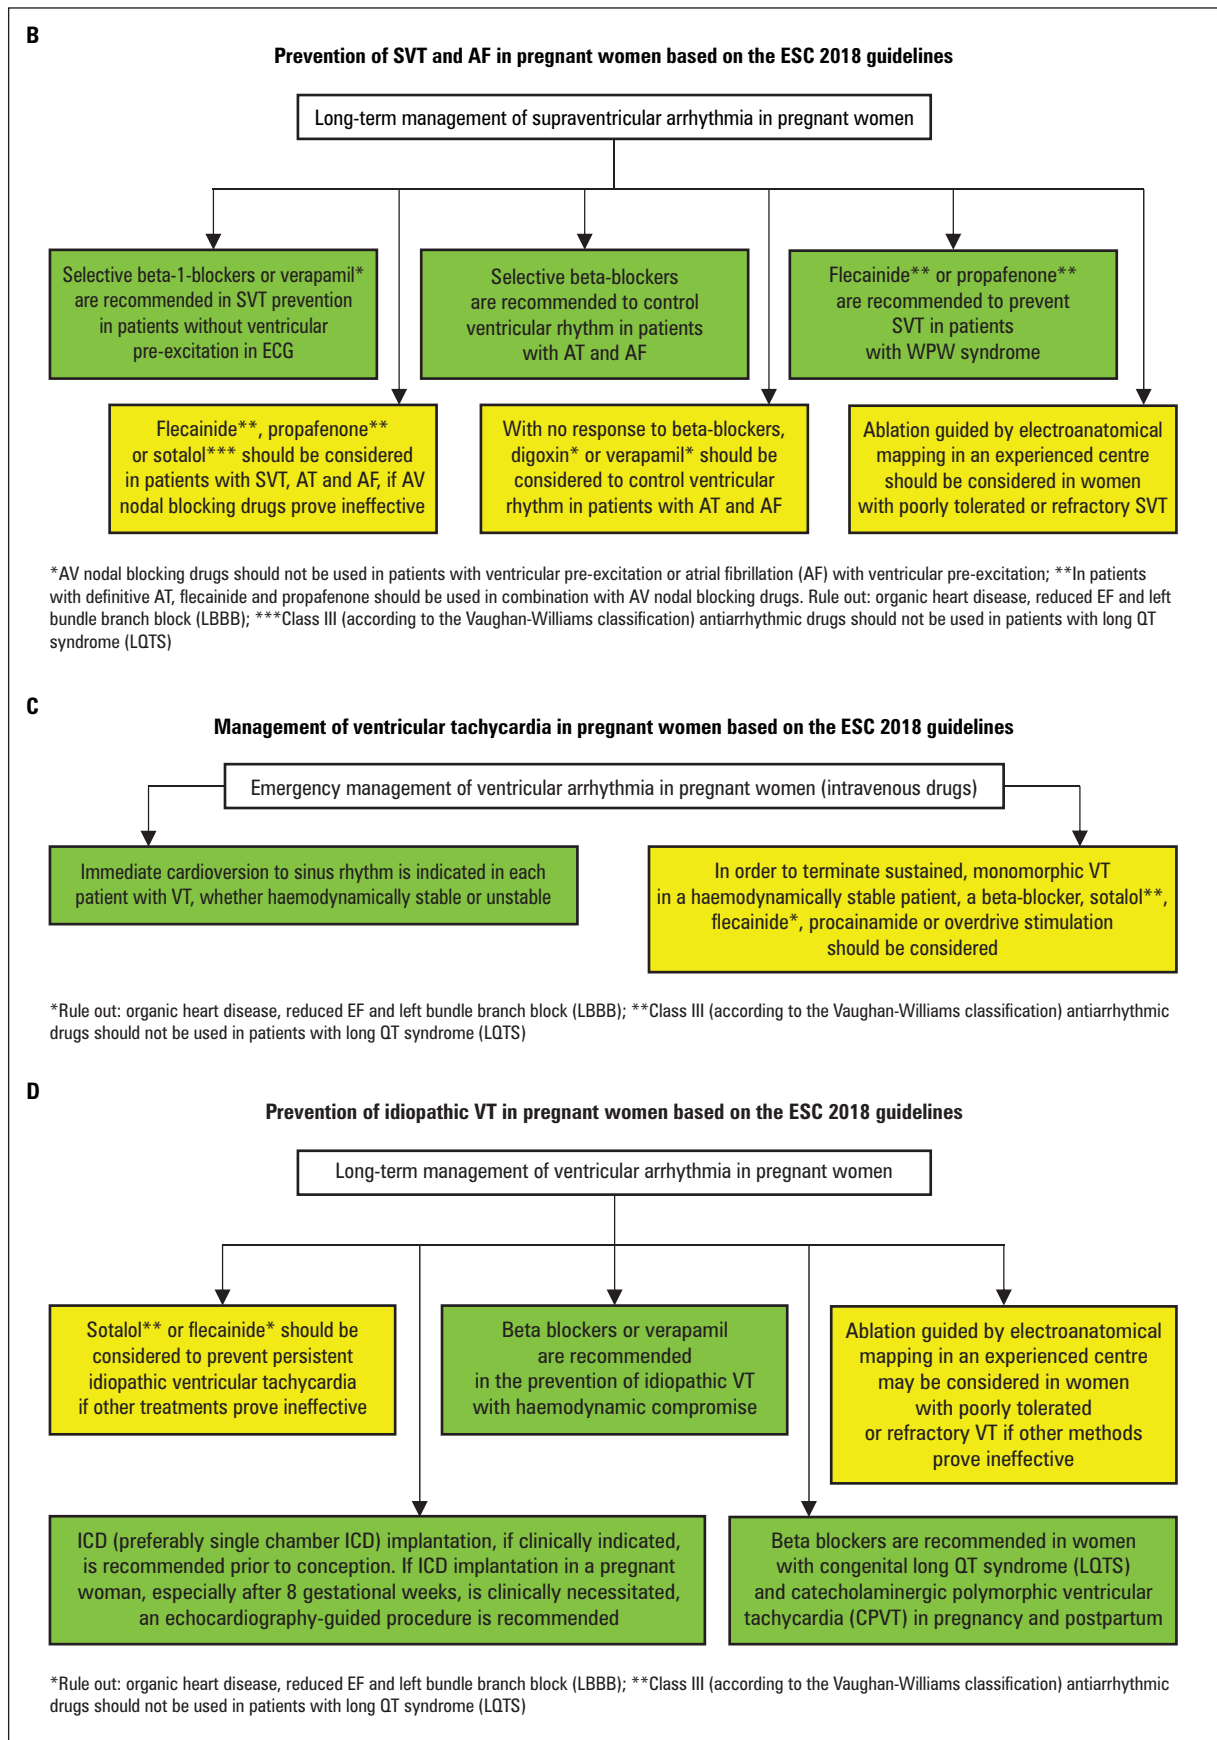 B
Prevention of SVT and AF in pregnant women based on the ESC 2018 guidelines
Long-term management of supraventricular arrhythmia in pregnant women
Selective beta-1-blockers or verapamil*
are recommended in SVT prevention
in patients without ventricular
pre-excitation in ECG
Selective beta-blockers
are recommended to control
ventricular rhythm in patients
with AT and AF
Flecainide** or propafenone**
are recommended to prevent
SVT in patients
with WPW syndrome
Flecainide**, propafenone**
or sotalol*** should be considered
in patients with SVT, AT and AF, if AV
nodal blocking drugs prove ineffective
With no response to beta-blockers,
digoxin* or verapamil* should be
considered to control ventricular
rhythm in patients with AT and AF
Ablation guided by electroanatomical
mapping in an experienced centre
should be considered in women
with poorly tolerated or refractory SVT
*AV nodal blocking drugs should not be used in patients with ventricular pre-excitation or atrial fibrillation (AF) with ventricular pre-excitation; **In patients
with definitive AT, flecainide and propafenone should be used in combination with AV nodal blocking drugs. Rule out: organic heart disease, reduced EF and left
bundle branch block (LBBB); ***Class III (according to the Vaughan-Williams classification) antiarrhythmic drugs should not be used in patients with long QT
syndrome (LQTS)
C
Management of ventricular tachycardia in pregnant women based on the ESC 2018 guidelines
Emergency management of ventricular arrhythmia in pregnant women (intravenous drugs)
Immediate cardioversion to sinus rhythm is indicated in each
patient with VT, whether haemodynamically stable or unstable
In order to terminate sustained, monomorphic VT
in a haemodynamically stable patient, a beta-blocker, sotalol**,
flecainide*, procainamide or overdrive stimulation
should be considered
*Rule out: organic heart disease, reduced EF and left bundle branch block (LBBB); **Class III (according to the Vaughan-Williams classification) antiarrhythmic
drugs should not be used in patients with long QT syndrome (LQTS)
D
Prevention of idiopathic VT in pregnant women based on the ESC 2018 guidelines
Long-term management of ventricular arrhythmia in pregnant women
Sotalol** or flecainide* should be
considered to prevent persistent
idiopathic ventricular tachycardia
if other treatments prove ineffective
Beta blockers or verapamil
are recommended
in the prevention of idiopathic VT
with haemodynamic compromise
Ablation guided by electroanatomical
mapping in an experienced centre
may be considered in women
with poorly tolerated
or refractory VT if other methods
prove ineffective
ICD (preferably single chamber ICD) implantation, if clinically indicated,
is recommended prior to conception. If ICD implantation in a pregnant
woman, especially after 8 gestational weeks, is clinically necessitated,
an echocardiography-guided procedure is recommended
Beta blockers are recommended in women
with congenital long QT syndrome (LQTS)
and catecholaminergic polymorphic ventricular
tachycardia (CPVT) in pregnancy and postpartum
*Rule out: organic heart disease, reduced EF and left bundle branch block (LBBB); **Class III (according to the Vaughan-Williams classification) antiarrhythmic
drugs should not be used in patients with long QT syndrome (LQTS)